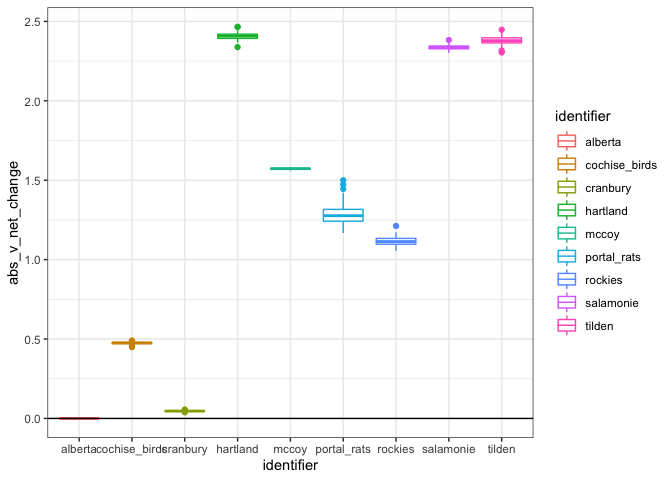 2.5
2.0
1.5
1.0
0.5
0.0
abs_v_net_change
alberta cochise_birds cranbury hartland mccoy portal_rats rockies salamonie tilden
identifier
identifier
alberta
cochise_birds
cranbury
hartland
mccoy
portal_rats
rockies
salamonie
tilden